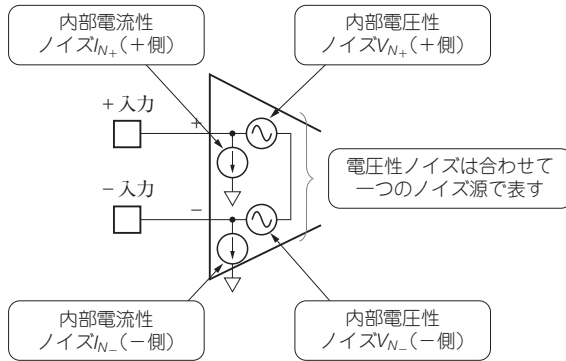 内部電流性
ノイズIN+(+側)
内部電圧性
ノイズVN+(+側)
+入力
+
電圧性ノイズは合わせて
一つのノイズ源で表す
−入力
−
内部電流性
ノイズIN−(−側)
内部電圧性
ノイズVN−(−側)